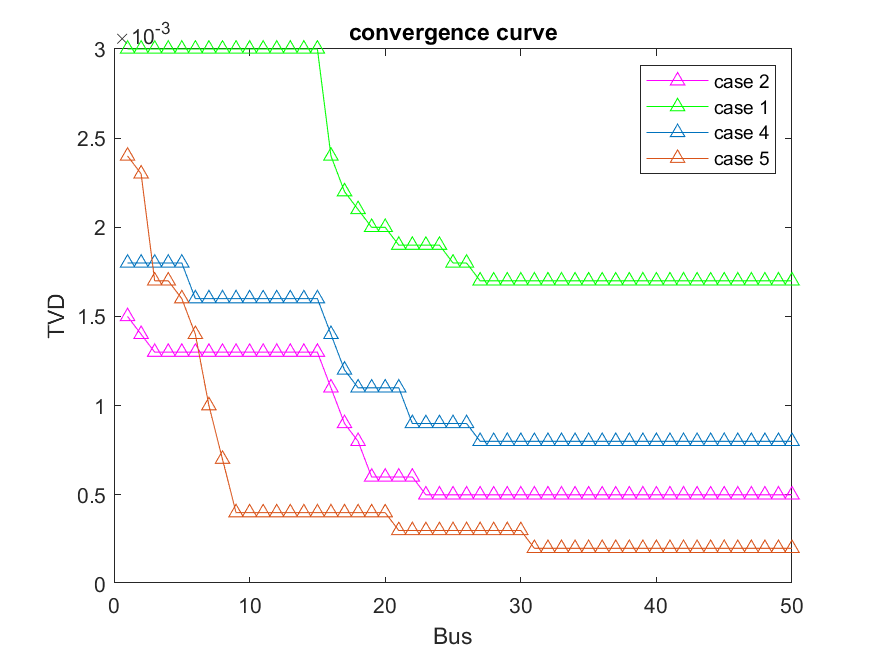 convergence curve
×10-3
3
2.5
2
1.5
1
0.5
0
TVD
0 10 20 30 40 50
Bus
case 2
case 1
case 4
case 5